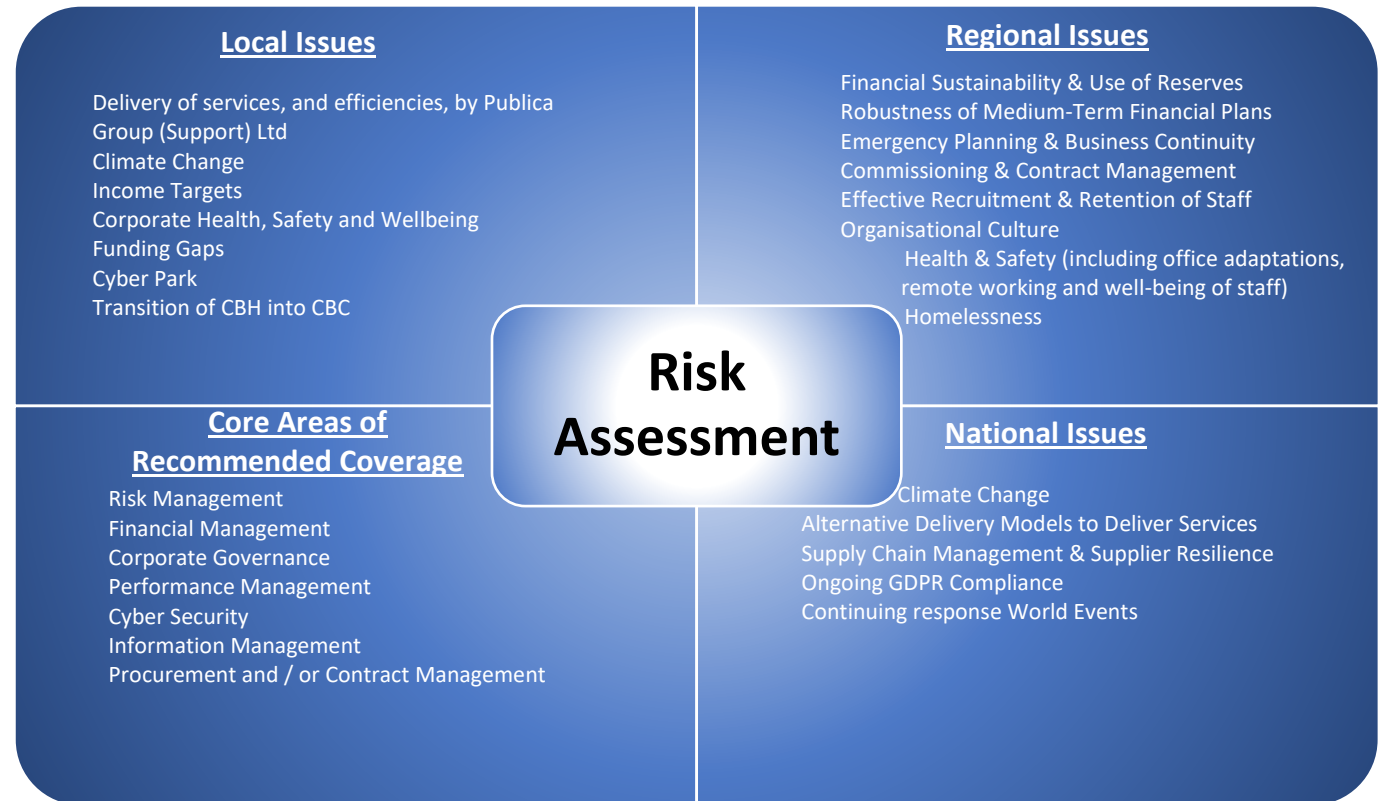 Local Issues
Delivery of services, and efficiencies, by Publica
Group (Support) Ltd
Climate Change
Income Targets
Corporate Health, Safety and Wellbeing
Funding Gaps
Cyber Park
Transition of CBH into CBC
Regional Issues
Financial Sustainability & Use of Reserves
Robustness of Medium-Term Financial Plans
Emergency Planning & Business Continuity
Commissioning & Contract Management
Effective Recruitment & Retention of Staff
Organisational Culture
Health & Safety (including office adaptations,
remote working and well-being of staff)
Homelessness
Risk
Assessment
Core Areas of
Recommended Coverage
Risk Management
Financial Management
Corporate Governance
Performance Management
Cyber Security
Information Management
Procurement and / or Contract Management
National Issues
Climate Change
Alternative Delivery Models to Deliver Services
Supply Chain Management & Supplier Resilience
Ongoing GDPR Compliance
Continuing response World Events